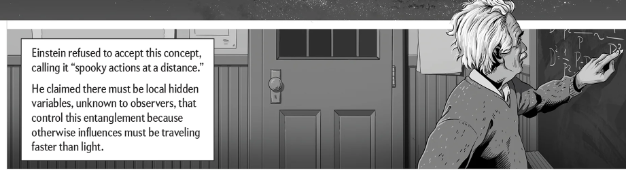 Einstein refused to accept this concept,
calling it “spooky actions at a distance.”
He claimed there must be local hidden
variables, unknown to observers, that
control this entanglement because
otherwise influences must be traveling
faster than light.